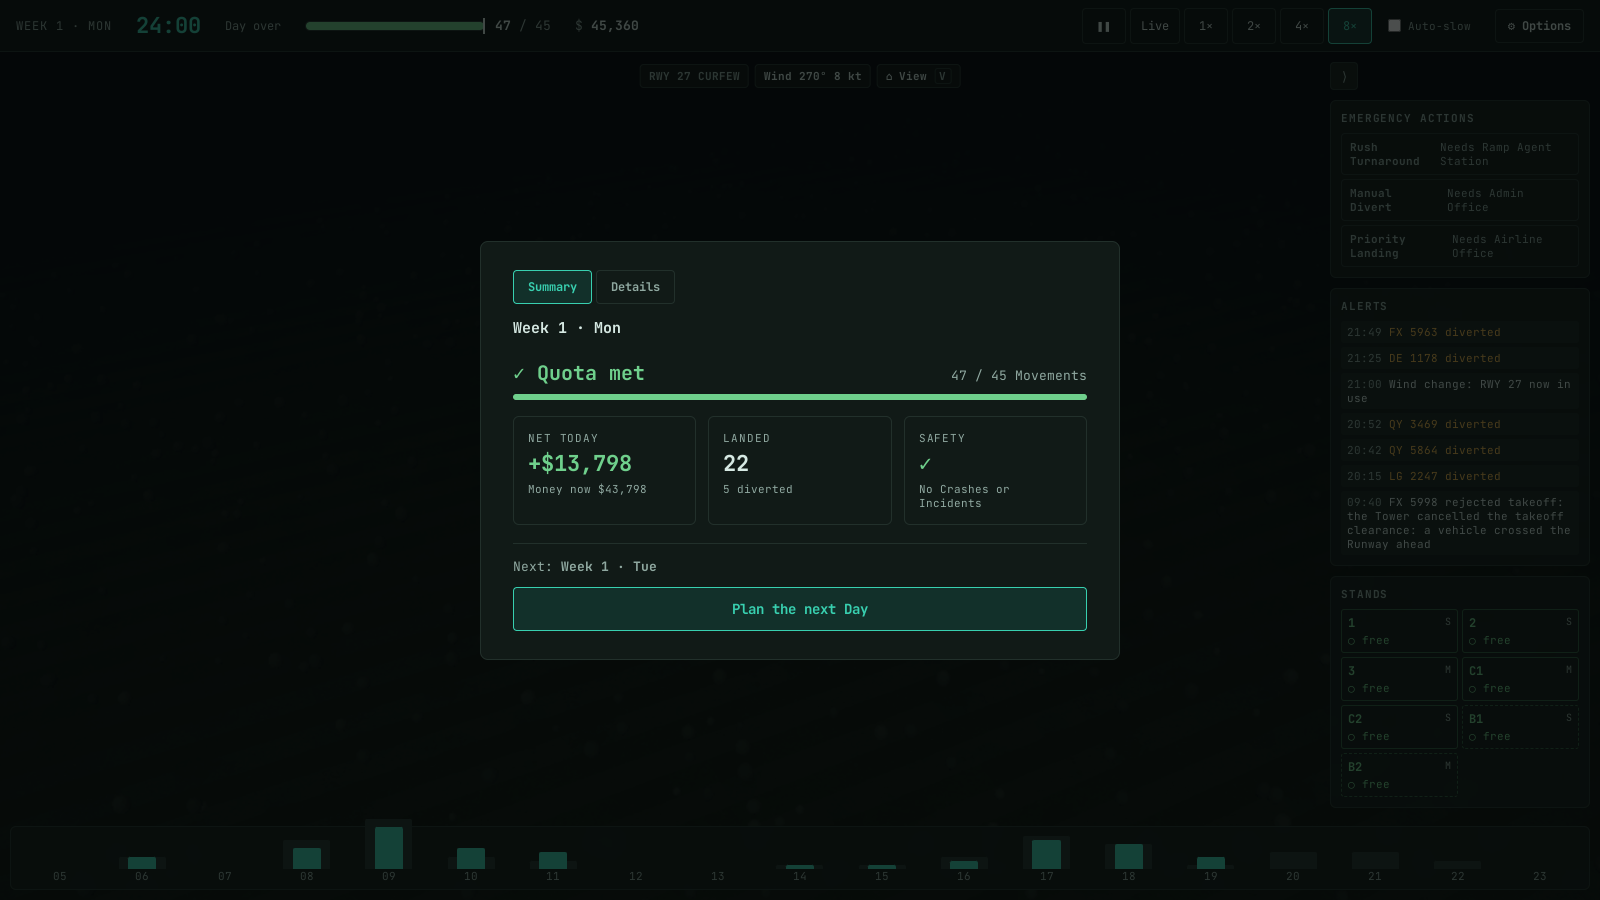 WEEK 1 · MON 24:00 Day over 47 / 45 $ 45,360 ❚❚ Live 1× 2× 4× 8× Auto-slow ⚙ Options
RWY 27 CURFEW Wind 270° 8 kt ⌂ View V
⟩
EMERGENCY ACTIONS
Rush Turnaround Needs Ramp Agent Station
Manual Divert Needs Admin Office
Priority Landing Needs Airline Office
ALERTS
21:49 FX 5963 diverted
21:25 DE 1178 diverted
21:00 Wind change: RWY 27 now in
use
20:52 QY 3469 diverted
20:42 QY 5864 diverted
20:15 LG 2247 diverted
09:40 FX 5998 rejected takeoff:
the Tower cancelled the takeoff
clearance: a vehicle crossed the
Runway ahead
STANDS
1 S
○ free
2 S
○ free
3 M
○ free
C1 M
○ free
C2 S
○ free
B1 S
○ free
B2 M
○ free
Summary Details
Week 1 · Mon
✓ Quota met 47 / 45 Movements
NET TODAY
+$13,798
Money now $43,798
LANDED
22
5 diverted
SAFETY
✓
No Crashes or
Incidents
Next: Week 1 · Tue
Plan the next Day
05 06 07 08 09 10 11 12 13 14 15 16 17 18 19 20 21 22 23